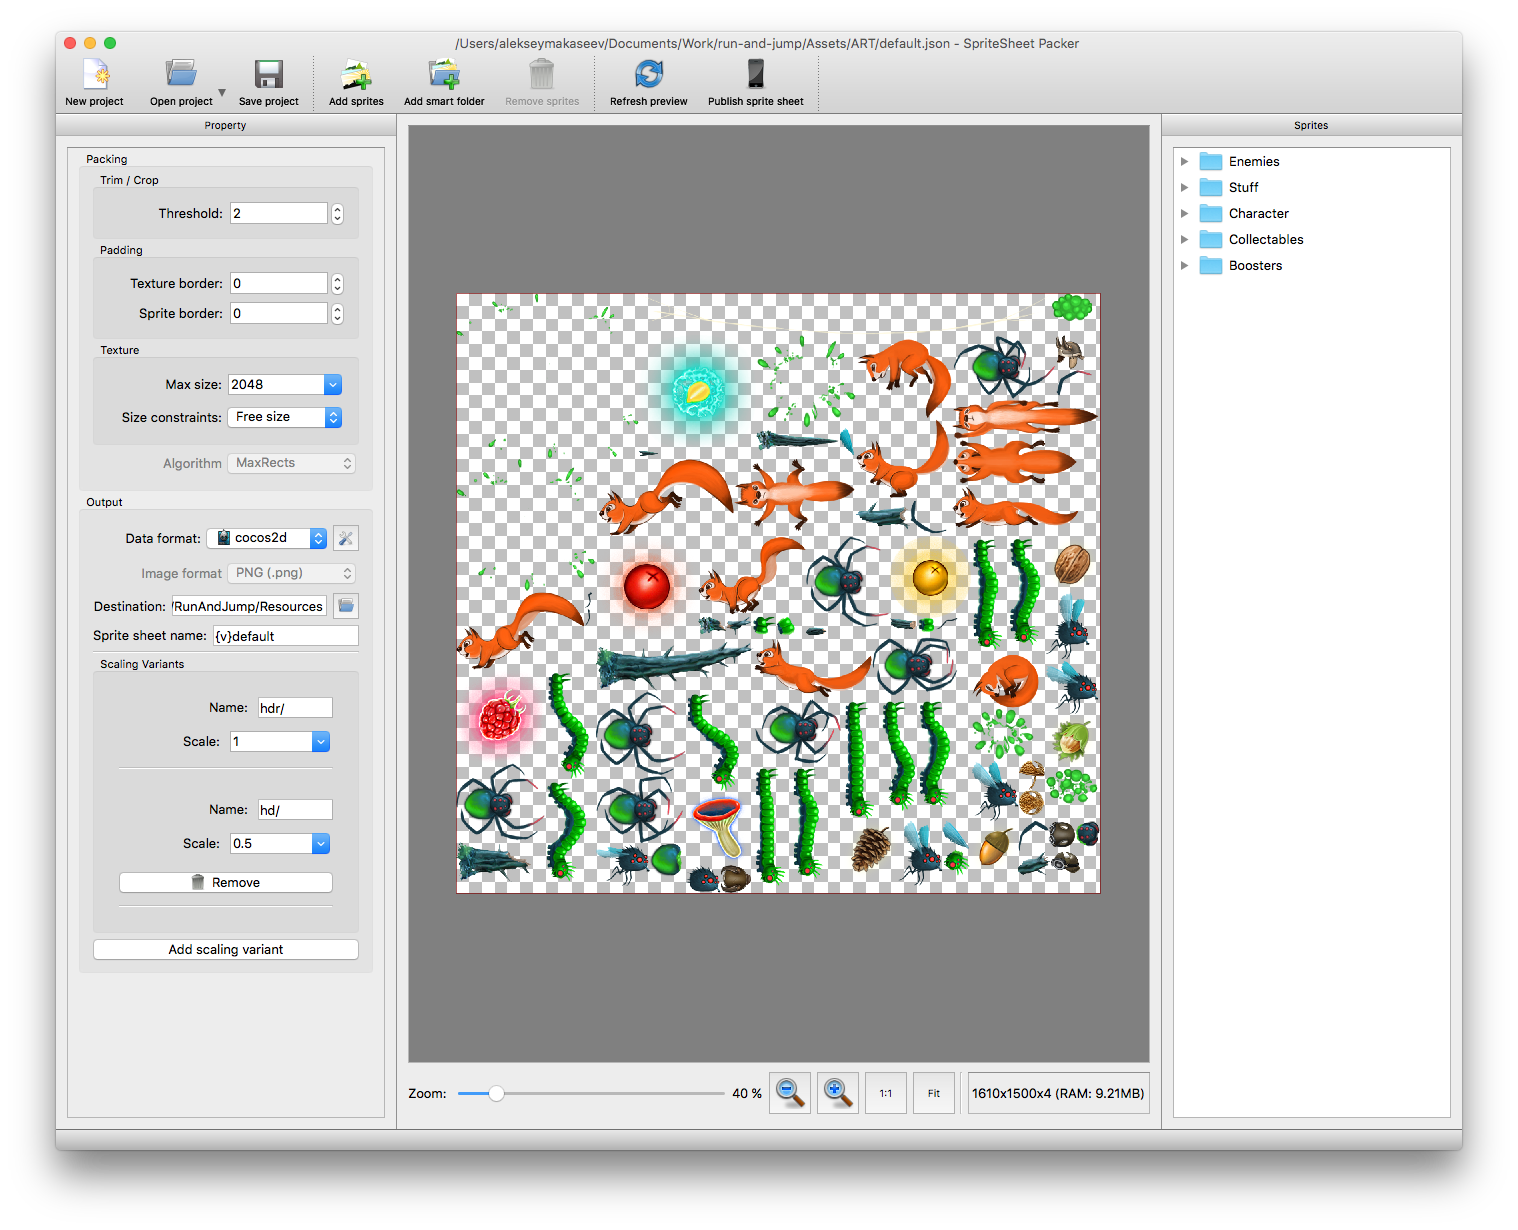 /Users/alekseymakaseev/Documents/Work/run-and-jump/Assets/ART/default.json - SpriteSheet Packer
New project
Open project
Save project
Add sprites
Add smart folder
Remove sprites
Refresh preview
Publish sprite sheet
Property
Packing
Trim / Crop
Threshold: 2
Padding
Texture border: 0
Sprite border: 0
Texture
Max size: 2048
Size constraints: Free size
Algorithm MaxRects
Output
Data format: cocos2d
Image format PNG (.png)
Destination: /RunAndJump/Resources
Sprite sheet name: {v}default
Scaling Variants
Name: hdr/
Scale: 1
Name: hd/
Scale: 0.5
Remove
Add scaling variant
Zoom: 40 %
1:1
Fit
1610x1500x4 (RAM: 9.21MB)
Sprites
Enemies
Stuff
Character
Collectables
Boosters